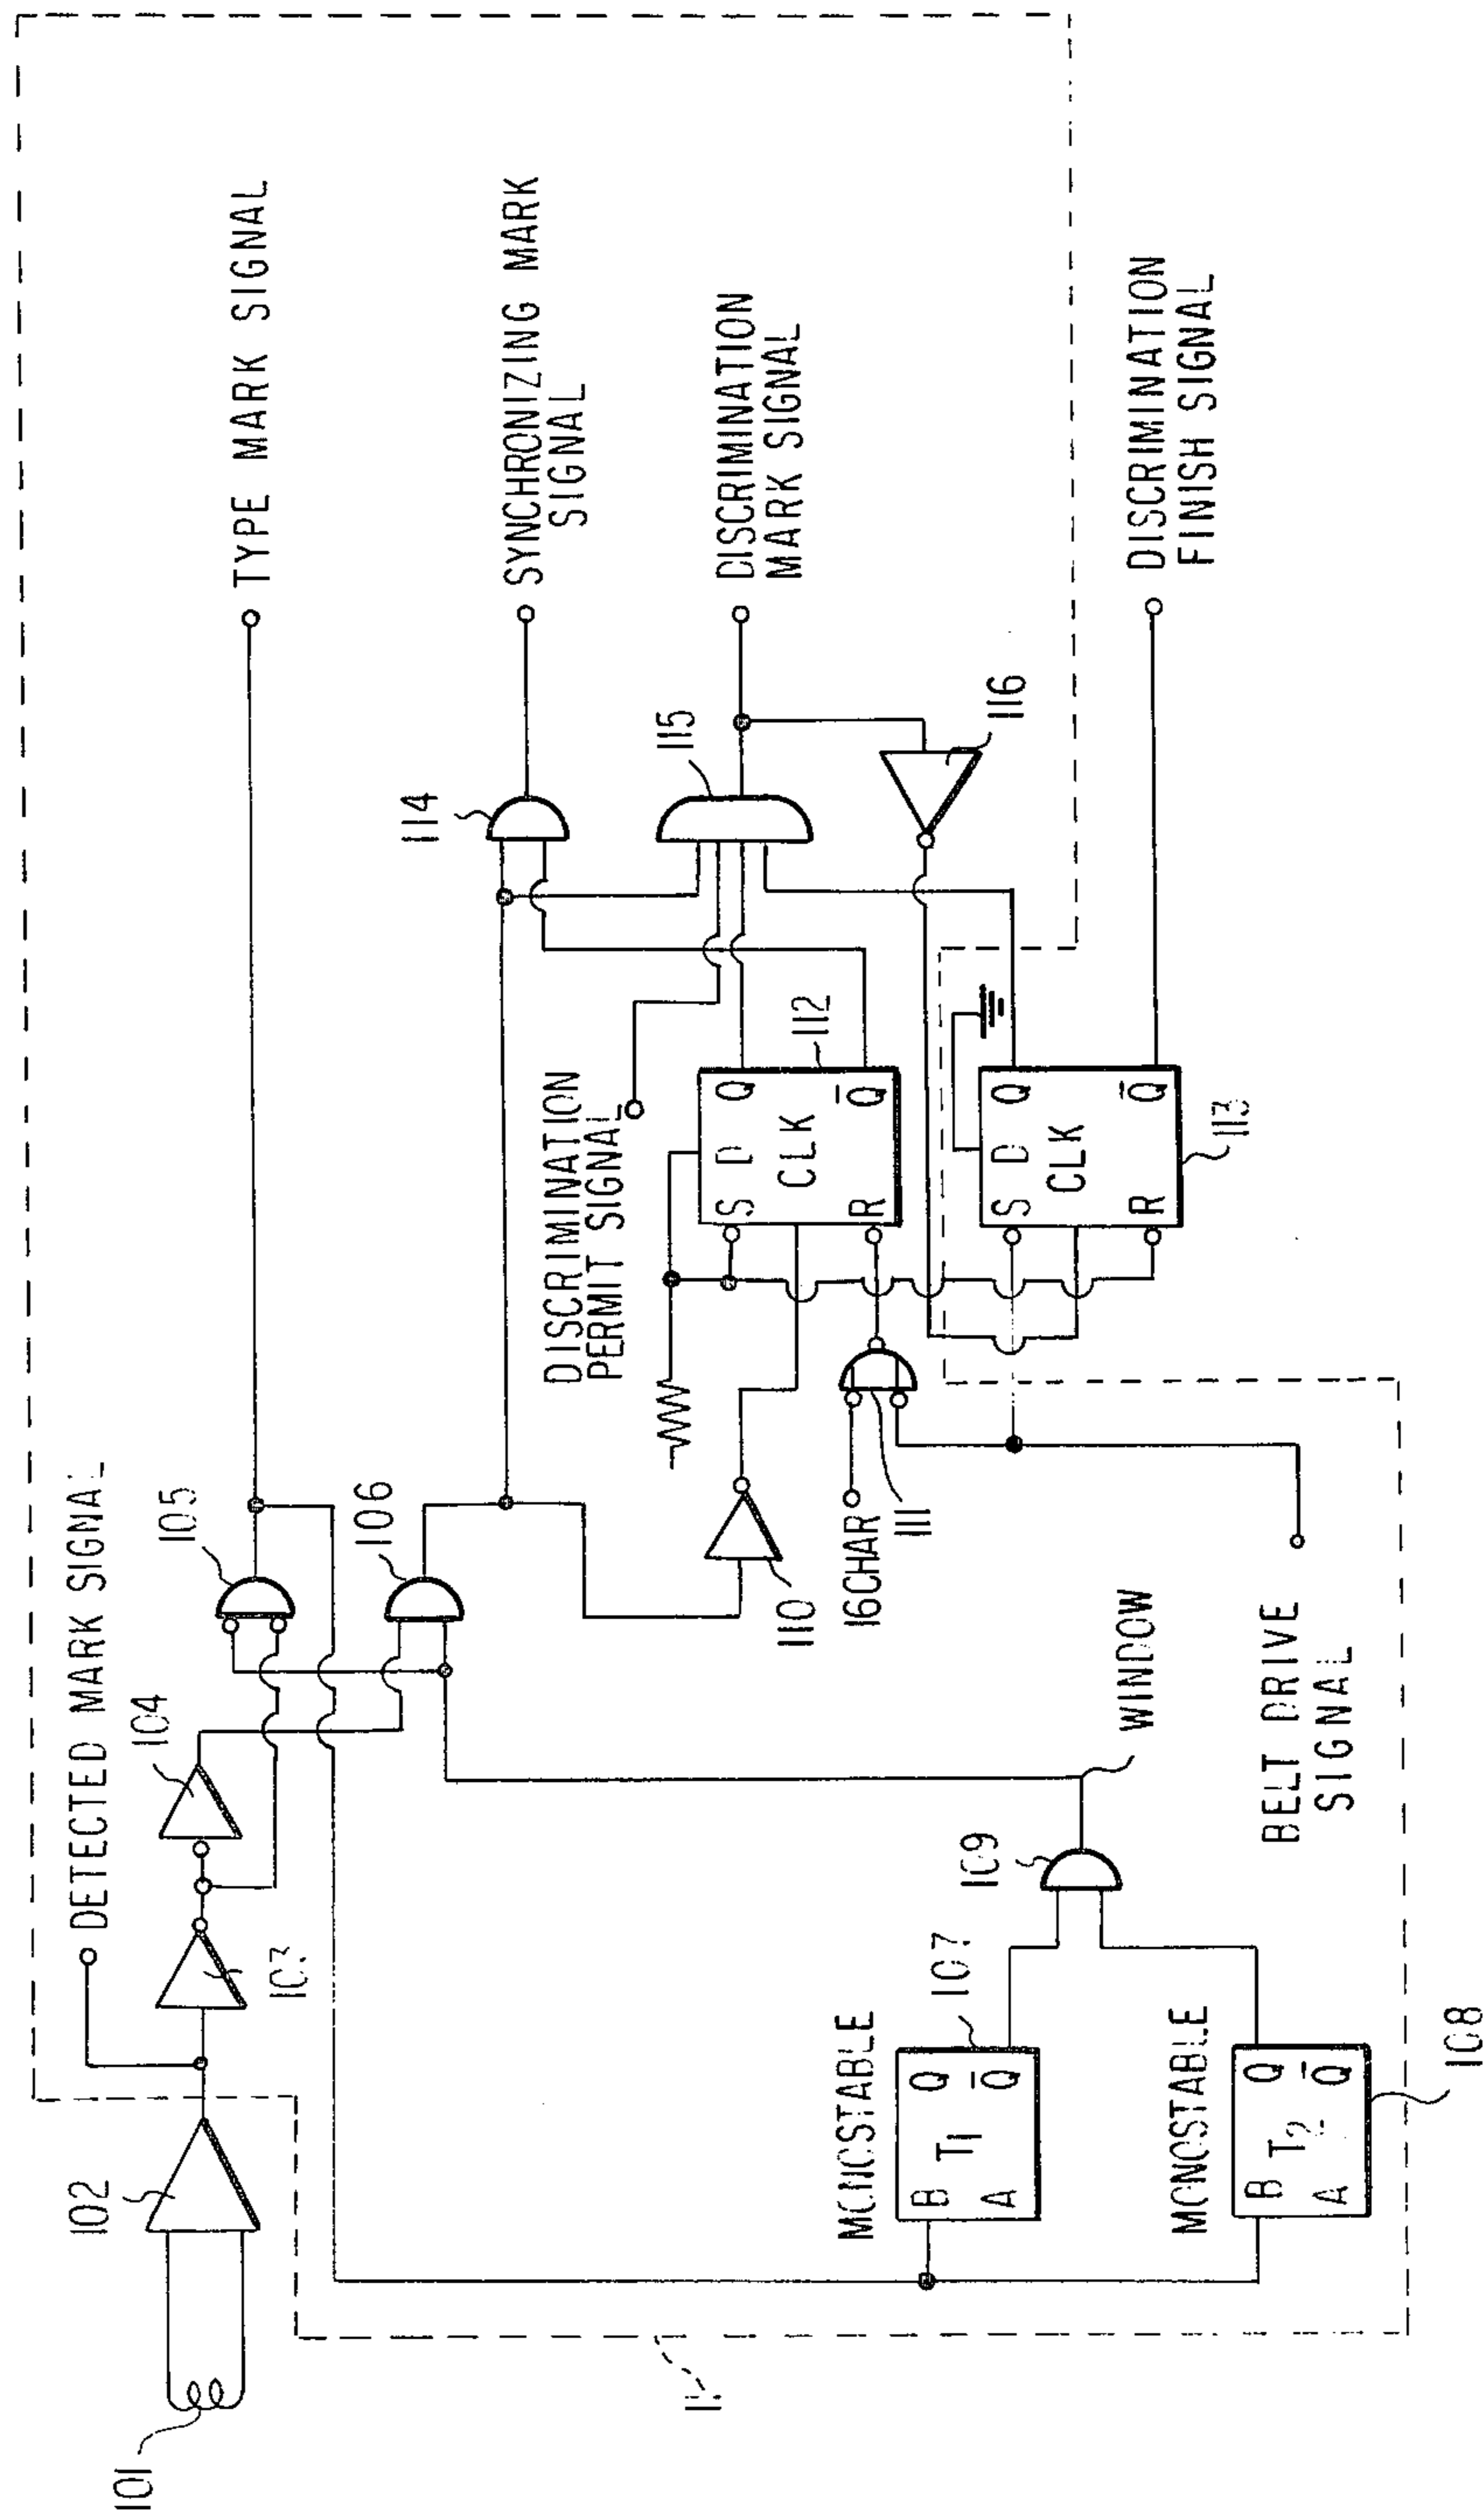 101
102
DETECTED MARK SIGNAL
103
104
105
106
TYPE MARK SIGNAL
SYNCHRONIZING MARK
SIGNAL
114
115
DISCRIMINATION
MARK SIGNAL
116
DISCRIMINATION
PERMIT SIGNAL
S D Q
CLK
R Q
112
110
16CHAR
111
S D Q
CLK
R Q
113
DISCRIMINATION
FINISH SIGNAL
MONOSTABLE
107
B Q
T1
A Q
MONOSTABLE
B Q
T2
A Q
108
109
WINDOW
BELT DRIVE
SIGNAL